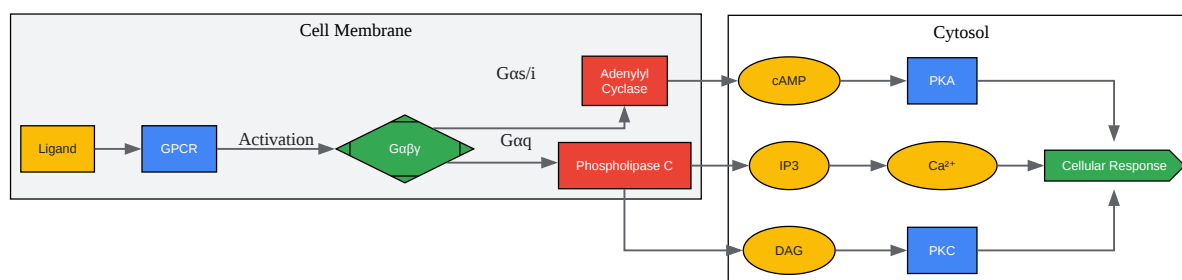 Cell Membrane
Cytosol
Gαs/i
Adenylyl
Cyclase
cAMP
PKA
Ligand
GPCR
Activation
Gαβγ
Gαq
Phospholipase C
IP3
Ca²⁺
Cellular Response
DAG
PKC